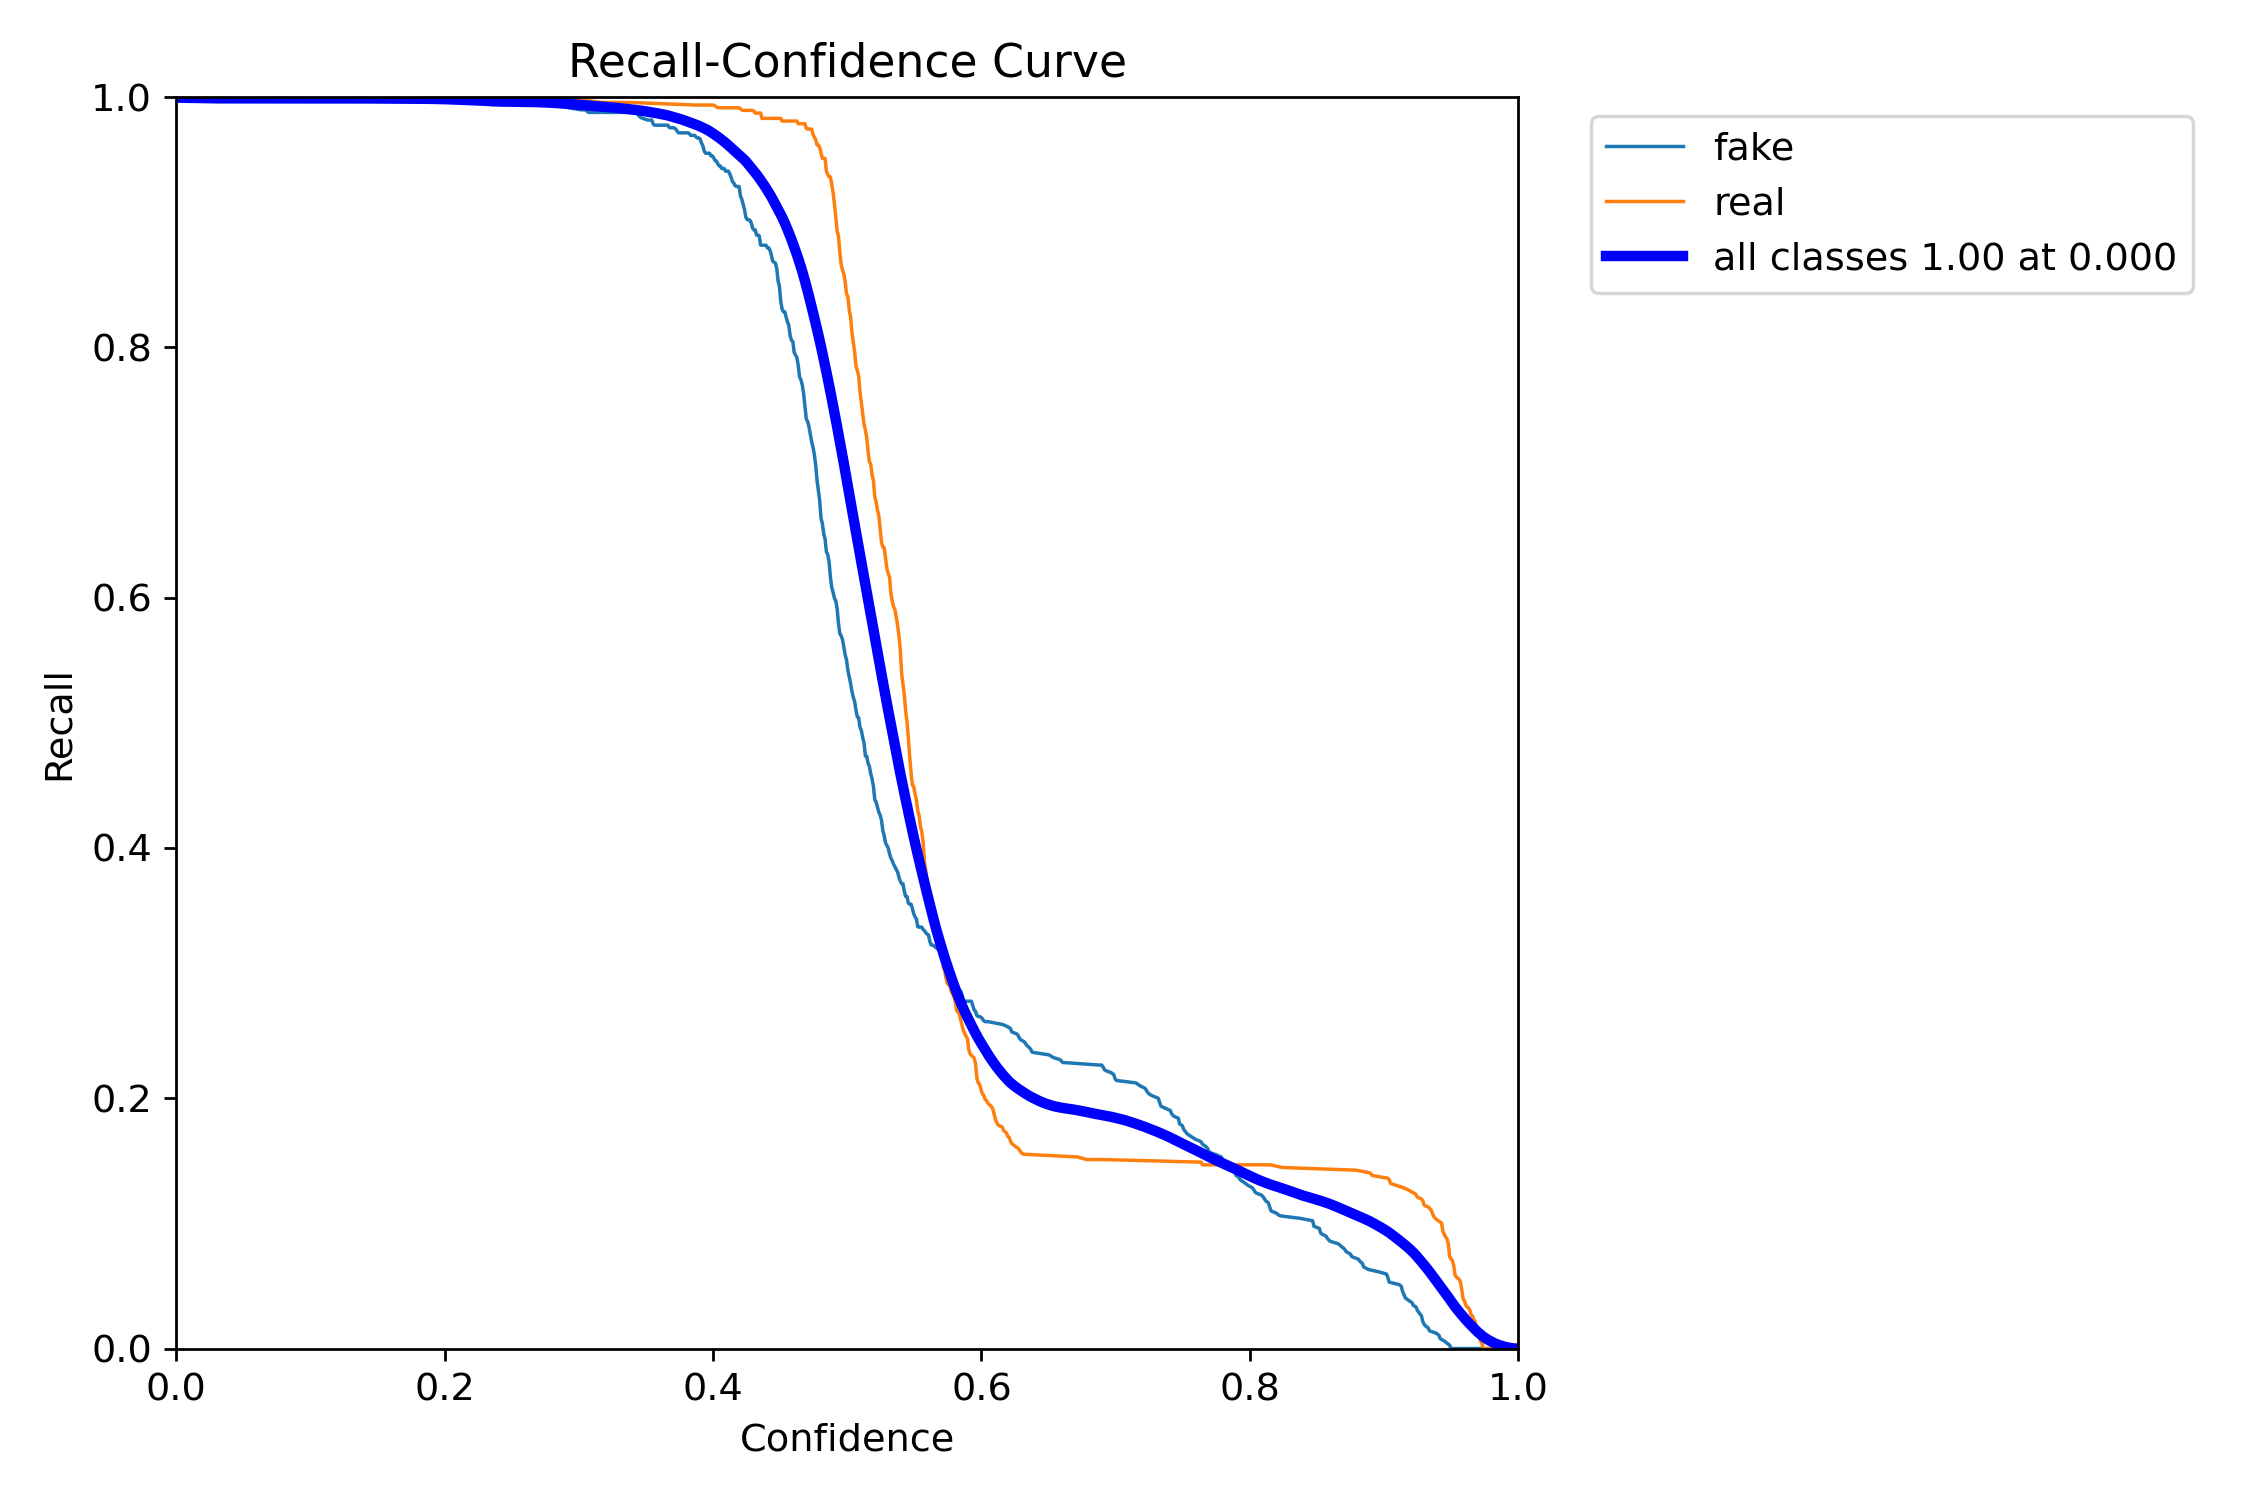 Recall-Confidence Curve
fake
real
all classes 1.00 at 0.000
1.0
0.8
0.6
0.4
0.2
0.0
Recall
0.0 0.2 0.4 0.6 0.8 1.0
Confidence